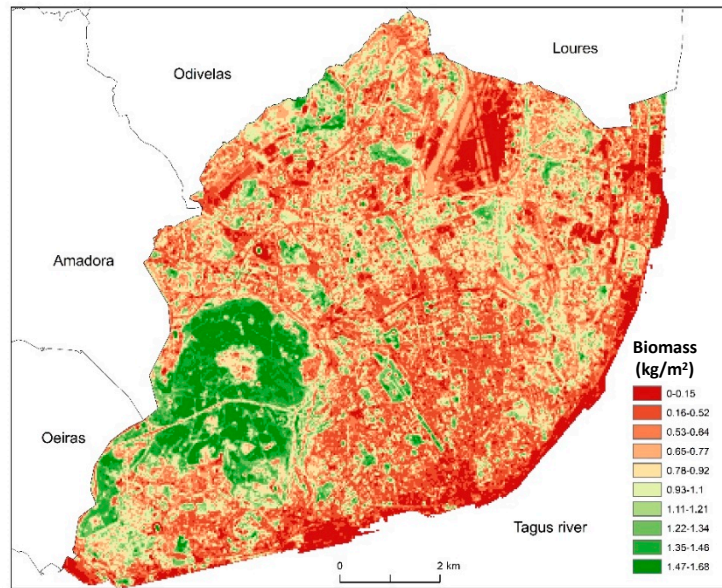 Loures
Odivelas
Amadora
Oeiras
Biomass
(kg/m²)
0-0.15
0.16-0.52
0.53-0.64
0.65-0.77
0.78-0.92
0.93-1.1
1.11-1.21
1.22-1.34
1.35-1.46
1.47-1.68
Tagus river
0 2 km